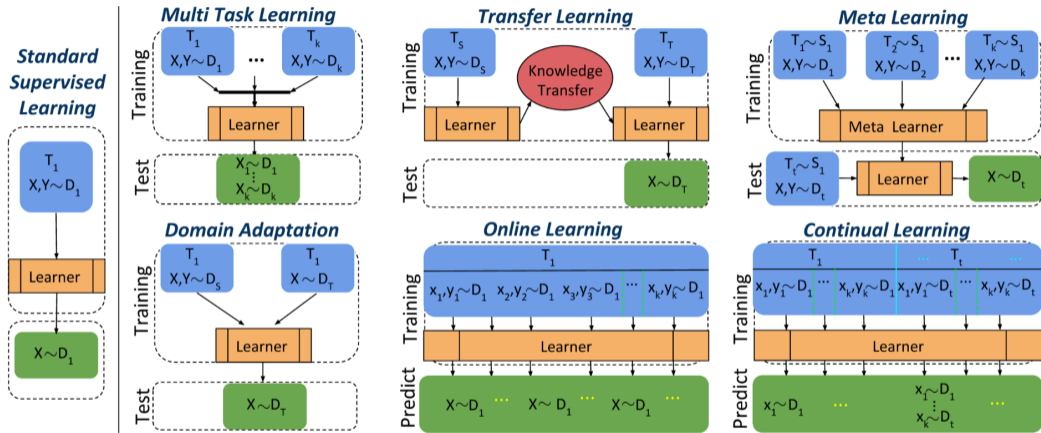 Standard
Supervised
Learning
T₁
X,Y∼D₁
Learner
X∼D₁
Multi Task Learning
Training
T₁
X,Y∼D₁
...
Tₖ
X,Y∼Dₖ
Learner
Test
X₁∼D₁
...
Xₖ∼Dₖ
Transfer Learning
Training
Tₛ
X,Y∼Dₛ
Knowledge
Transfer
T_T
X,Y∼D_T
Learner
Learner
Test
X∼D_T
Meta Learning
Training
T₁∼S₁
X,Y∼D₁
T₂∼S₁
X,Y∼D₂
...
Tₖ∼S₁
X,Y∼Dₖ
Meta Learner
Test
Tₜ∼S₁
X,Y∼Dₜ
Learner
X∼Dₜ
Domain Adaptation
Training
T₁
X,Y∼Dₛ
T₁
X∼D_T
Learner
Test
X∼D_T
Online Learning
Training
T₁
x₁,y₁∼D₁ x₂,y₂∼D₁ x₃,y₃∼D₁ ... xₖ,yₖ∼D₁
Learner
Predict
X∼D₁ ... X∼D₁ ... X∼D₁ ...
Continual Learning
Training
T₁ ... Tₜ ...
x₁,y₁∼D₁ ... xₖ,yₖ∼D₁ x₁,y₁∼Dₜ ... xₖ,yₖ∼Dₜ
Learner
Predict
x₁∼D₁ ... x₁∼D₁ ...
⋮
xₖ∼Dₜ